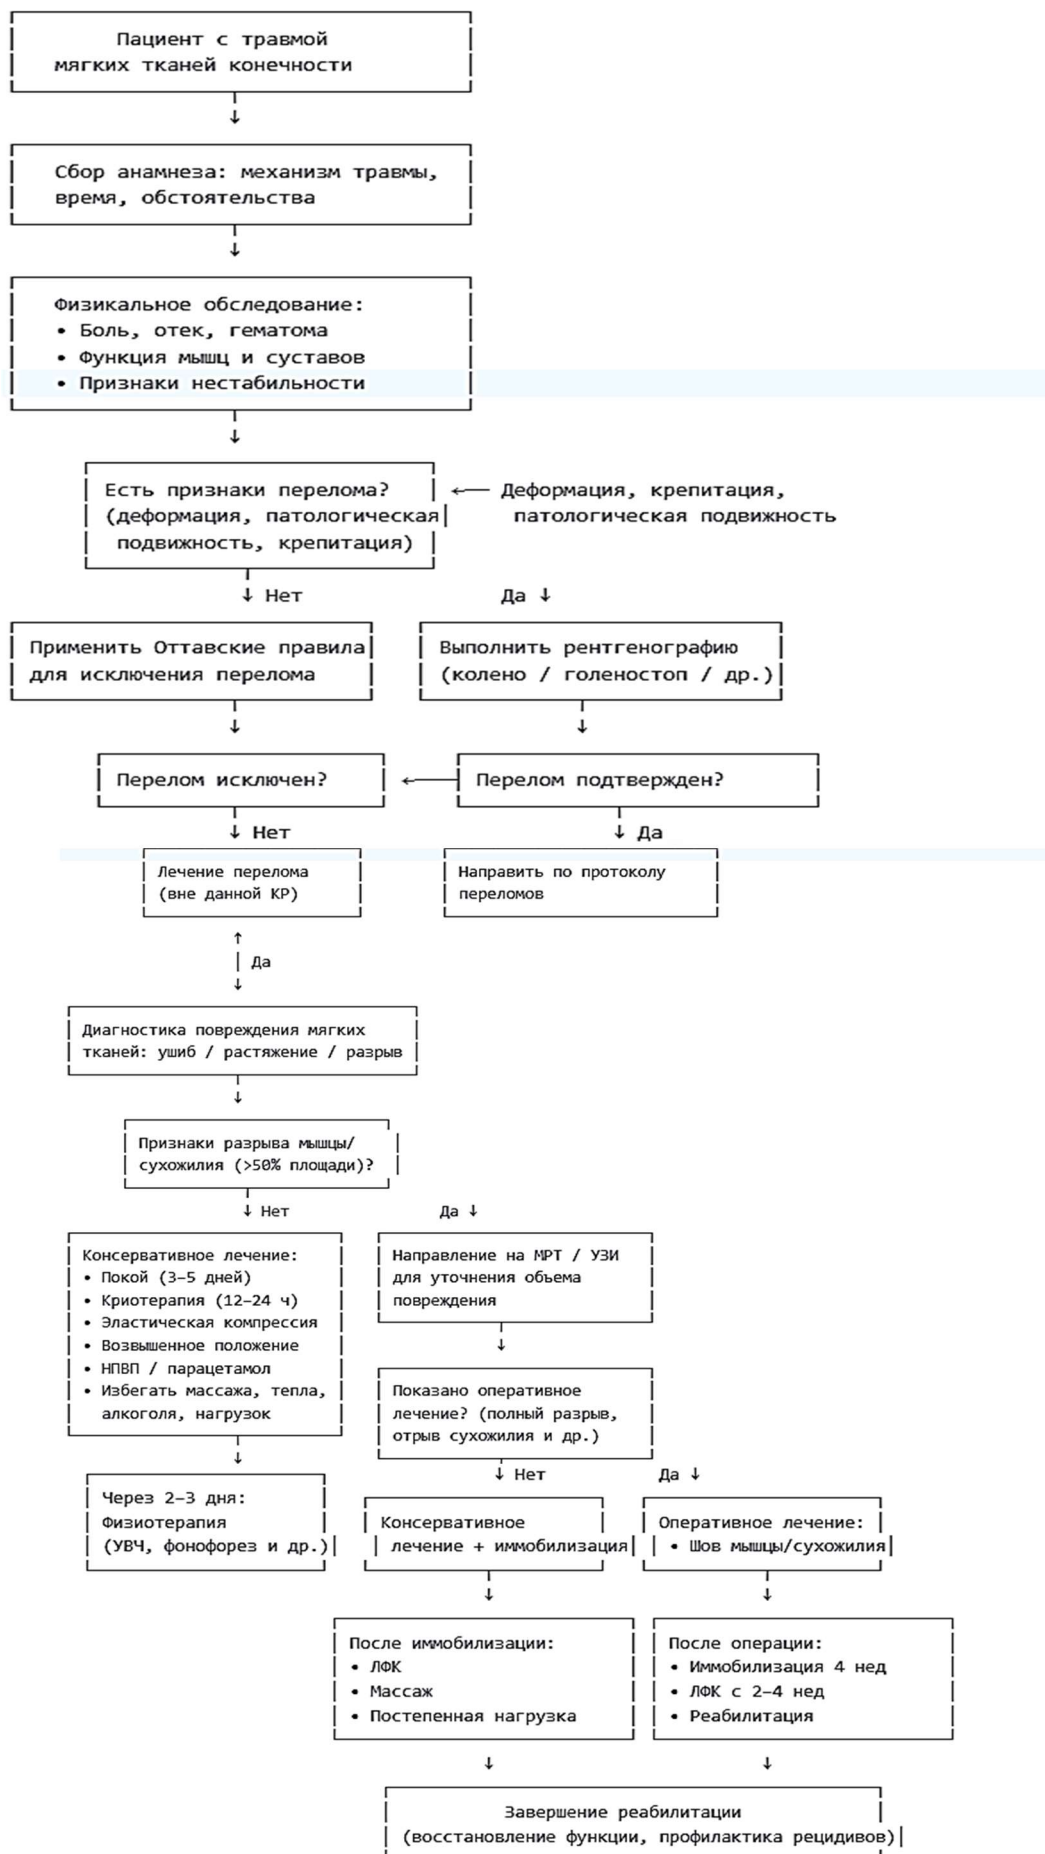 Пациент с травмой
мягких тканей конечности
↓
Сбор анамнеза: механизм травмы,
время, обстоятельства
↓
Физикальное обследование:
• Боль, отек, гематома
• Функция мышц и суставов
• Признаки нестабильности
↓
Есть признаки перелома? ← Деформация, крепитация,
(деформация, патологическая патологическая подвижность
подвижность, крепитация)
↓ Нет Да ↓
Применить Оттавские правила Выполнить рентгенографию
для исключения перелома (колено / голеностоп / др.)
↓ ↓
Перелом исключен? ← Перелом подтвержден?
↓ Нет ↓ Да
Лечение перелома Направить по протоколу
(вне данной КР) переломов
↑
│ Да
↓
Диагностика повреждения мягких
тканей: ушиб / растяжение / разрыв
↓
Признаки разрыва мышцы/
сухожилия (>50% площади)?
↓ Нет Да ↓
Консервативное лечение: Направление на МРТ / УЗИ
• Покой (3–5 дней) для уточнения объема
• Криотерапия (12–24 ч) повреждения
• Эластическая компрессия
• Возвышенное положение ↓
• НПВП / парацетамол
• Избегать массажа, тепла, Показано оперативное
алкоголя, нагрузок лечение? (полный разрыв,
отрыв сухожилия и др.)
↓ ↓ Нет Да ↓
Через 2–3 дня: Консервативное Оперативное лечение:
Физиотерапия лечение + иммобилизация • Шов мышцы/сухожилия
(УВЧ, фонофорез и др.)
↓ ↓
После иммобилизации: После операции:
• ЛФК • Иммобилизация 4 нед
• Массаж • ЛФК с 2–4 нед
• Постепенная нагрузка • Реабилитация
↓ ↓
Завершение реабилитации
(восстановление функции, профилактика рецидивов)